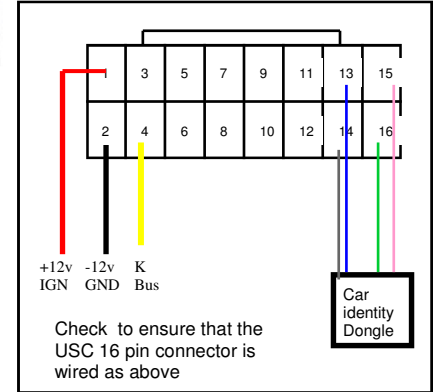 1 3 5 7 9 11 13 15
2 4 6 8 10 12 14 16
+12v -12v K
IGN GND Bus
Car
identity
Dongle
Check to ensure that the
USC 16 pin connector is
wired as above